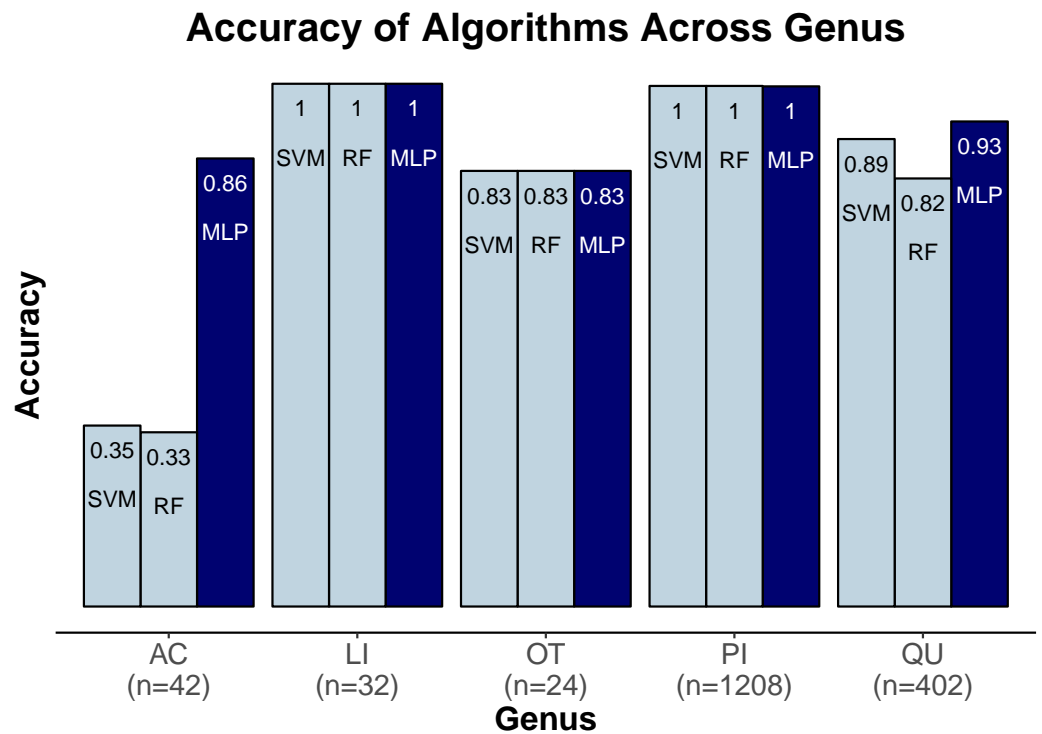 Accuracy of Algorithms Across Genus
Accuracy
0.35
SVM
0.33
RF
0.86
MLP
1
SVM
1
RF
1
MLP
0.83
SVM
0.83
RF
0.83
MLP
1
SVM
1
RF
1
MLP
0.89
SVM
0.82
RF
0.93
MLP
AC
(n=42)
LI
(n=32)
OT
(n=24)
PI
(n=1208)
QU
(n=402)
Genus